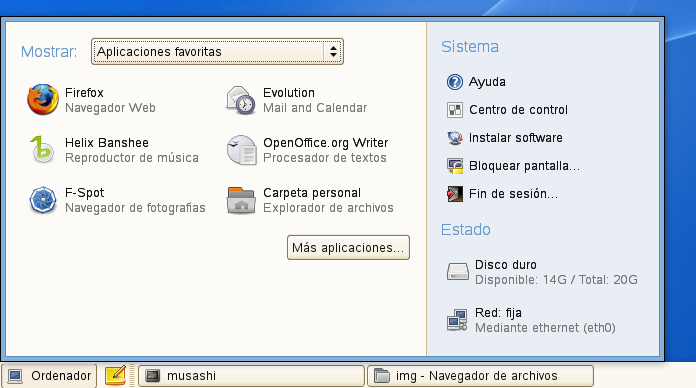 Mostrar: Aplicaciones favoritas
Firefox
Navegador Web
Evolution
Mail and Calendar
Helix Banshee
Reproductor de música
OpenOffice.org Writer
Procesador de textos
F-Spot
Navegador de fotografias
Carpeta personal
Explorador de archivos
Más aplicaciones...
Sistema
Ayuda
Centro de control
Instalar software
Bloquear pantalla...
Fin de sesión...
Estado
Disco duro
Disponible: 14G / Total: 20G
Red: fija
Mediante ethernet (eth0)
Ordenador
musashi
img - Navegador de archivos